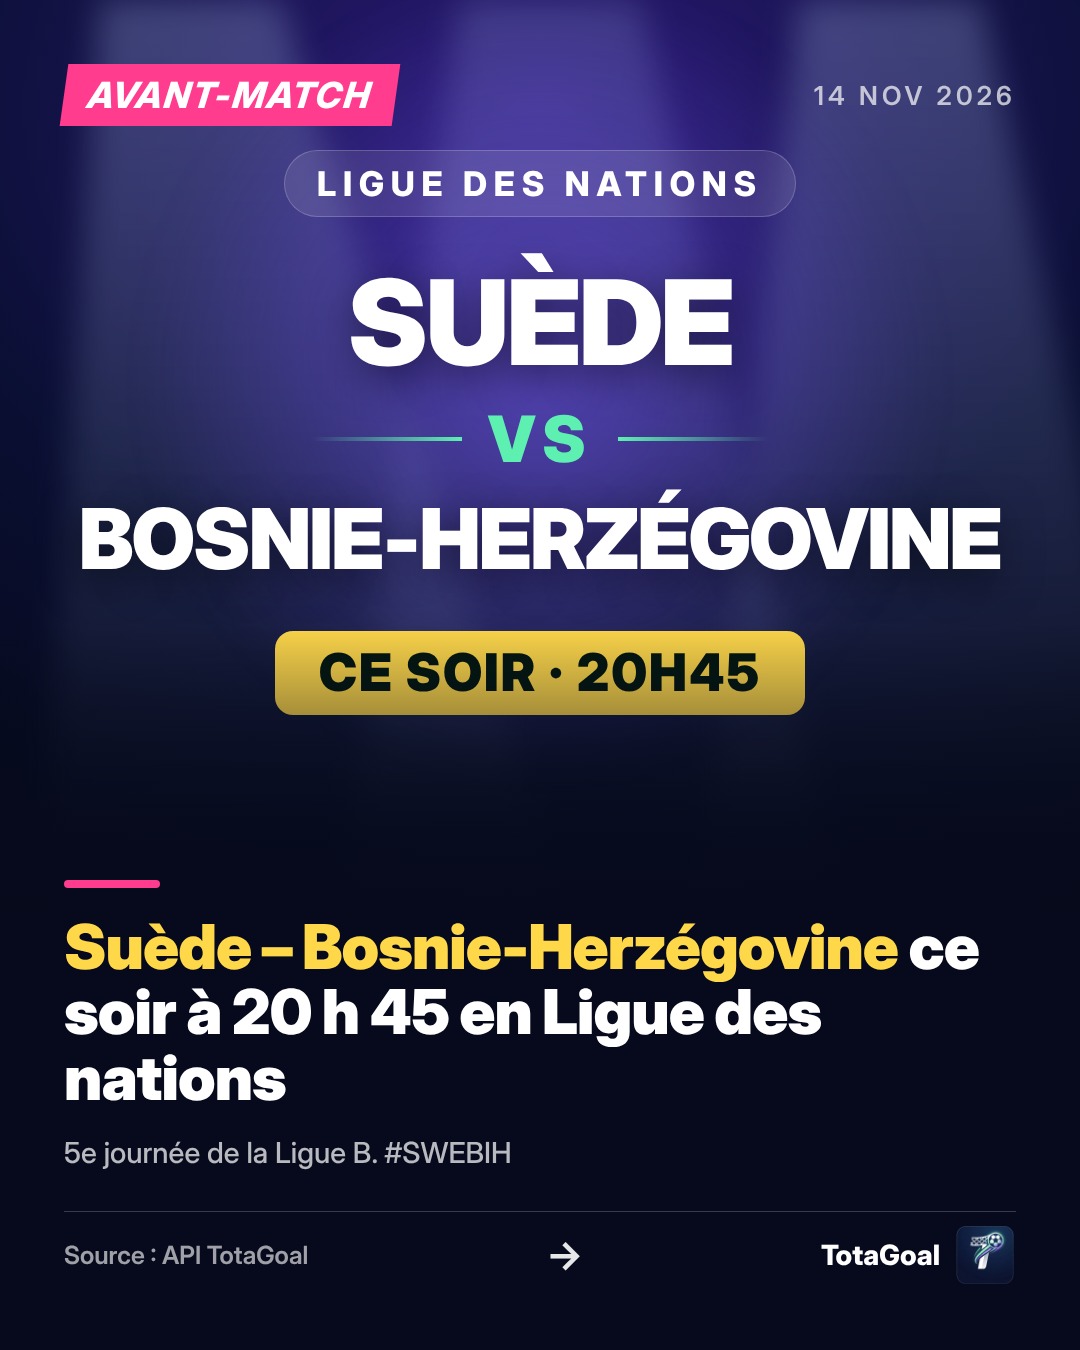 AVANT-MATCH
14 NOV 2026
LIGUE DES NATIONS
SUÈDE
VS
BOSNIE-HERZÉGOVINE
CE SOIR · 20H45
Suède – Bosnie-Herzégovine ce
soir à 20 h 45 en Ligue des
nations
5e journée de la Ligue B. #SWEBIH
Source : API TotaGoal
→
TotaGoal